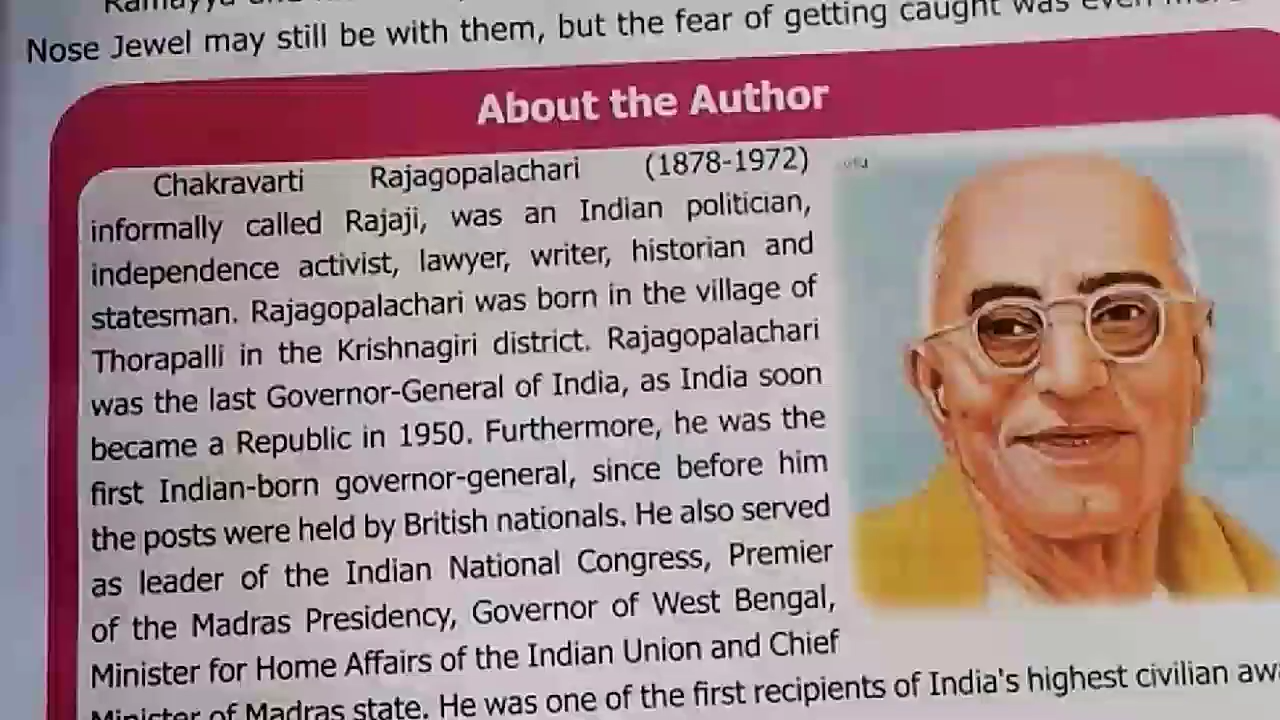 Nose Jewel may still be with them, but the fear of getting caught was even
About the Author
Chakravarti Rajagopalachari (1878-1972)
informally called Rajaji, was an Indian politician,
independence activist, lawyer, writer, historian and
statesman. Rajagopalachari was born in the village of
Thorapalli in the Krishnagiri district. Rajagopalachari
was the last Governor-General of India, as India soon
became a Republic in 1950. Furthermore, he was the
first Indian-born governor-general, since before him
the posts were held by British nationals. He also served
as leader of the Indian National Congress, Premier
of the Madras Presidency, Governor of West Bengal,
Minister for Home Affairs of the Indian Union and Chief
Minister of Madras state. He was one of the first recipients of India's highest civilian